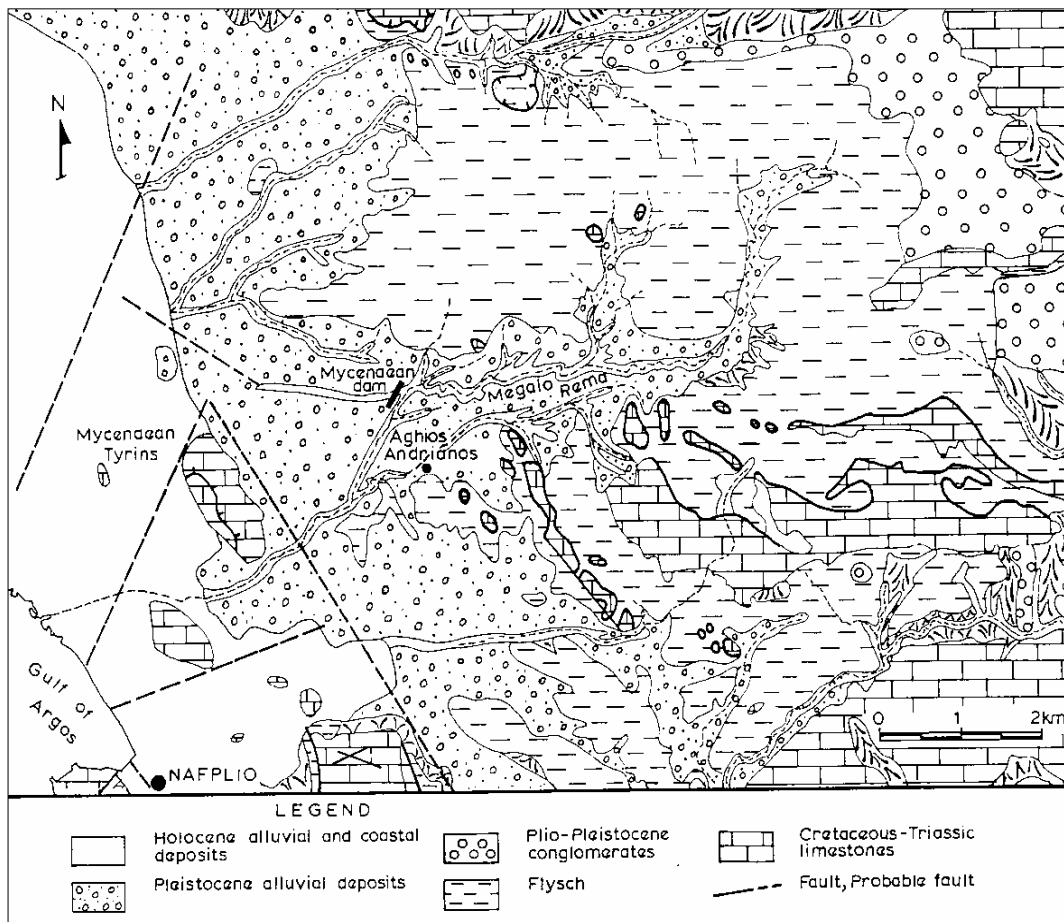 N
Mycenaean
dam
Megalo Rema
Mycenaean
Tyrins
Aghios
Andrianos
Gulf of
Argos
0 1 2km
NAFPLIO
LEGEND
Holocene alluvial and coastal
deposits
Plio-Pleistocene
conglomerates
Cretaceous-Triassic
limestones
Pleistocene alluvial deposits
Flysch
Fault, Probable fault